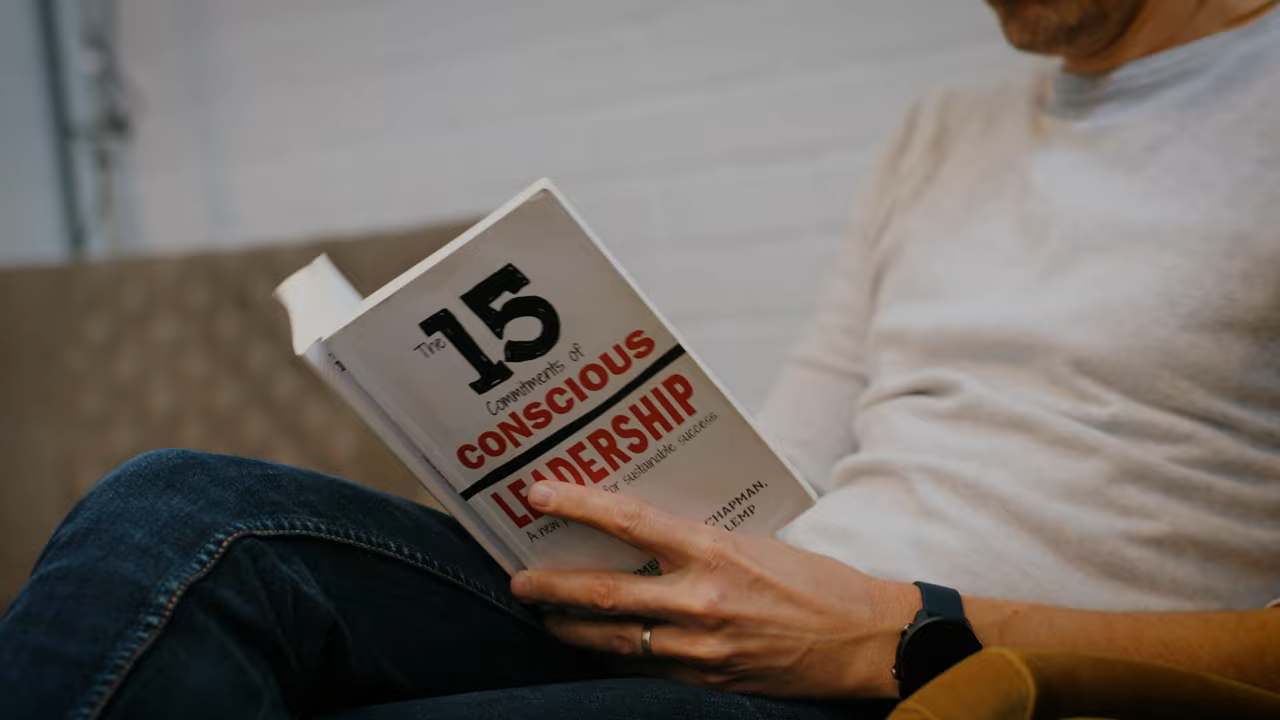 The 15
Commitments of
CONSCIOUS
LEADERSHIP
A new for sustainable success
CHAPMAN,
LEMP